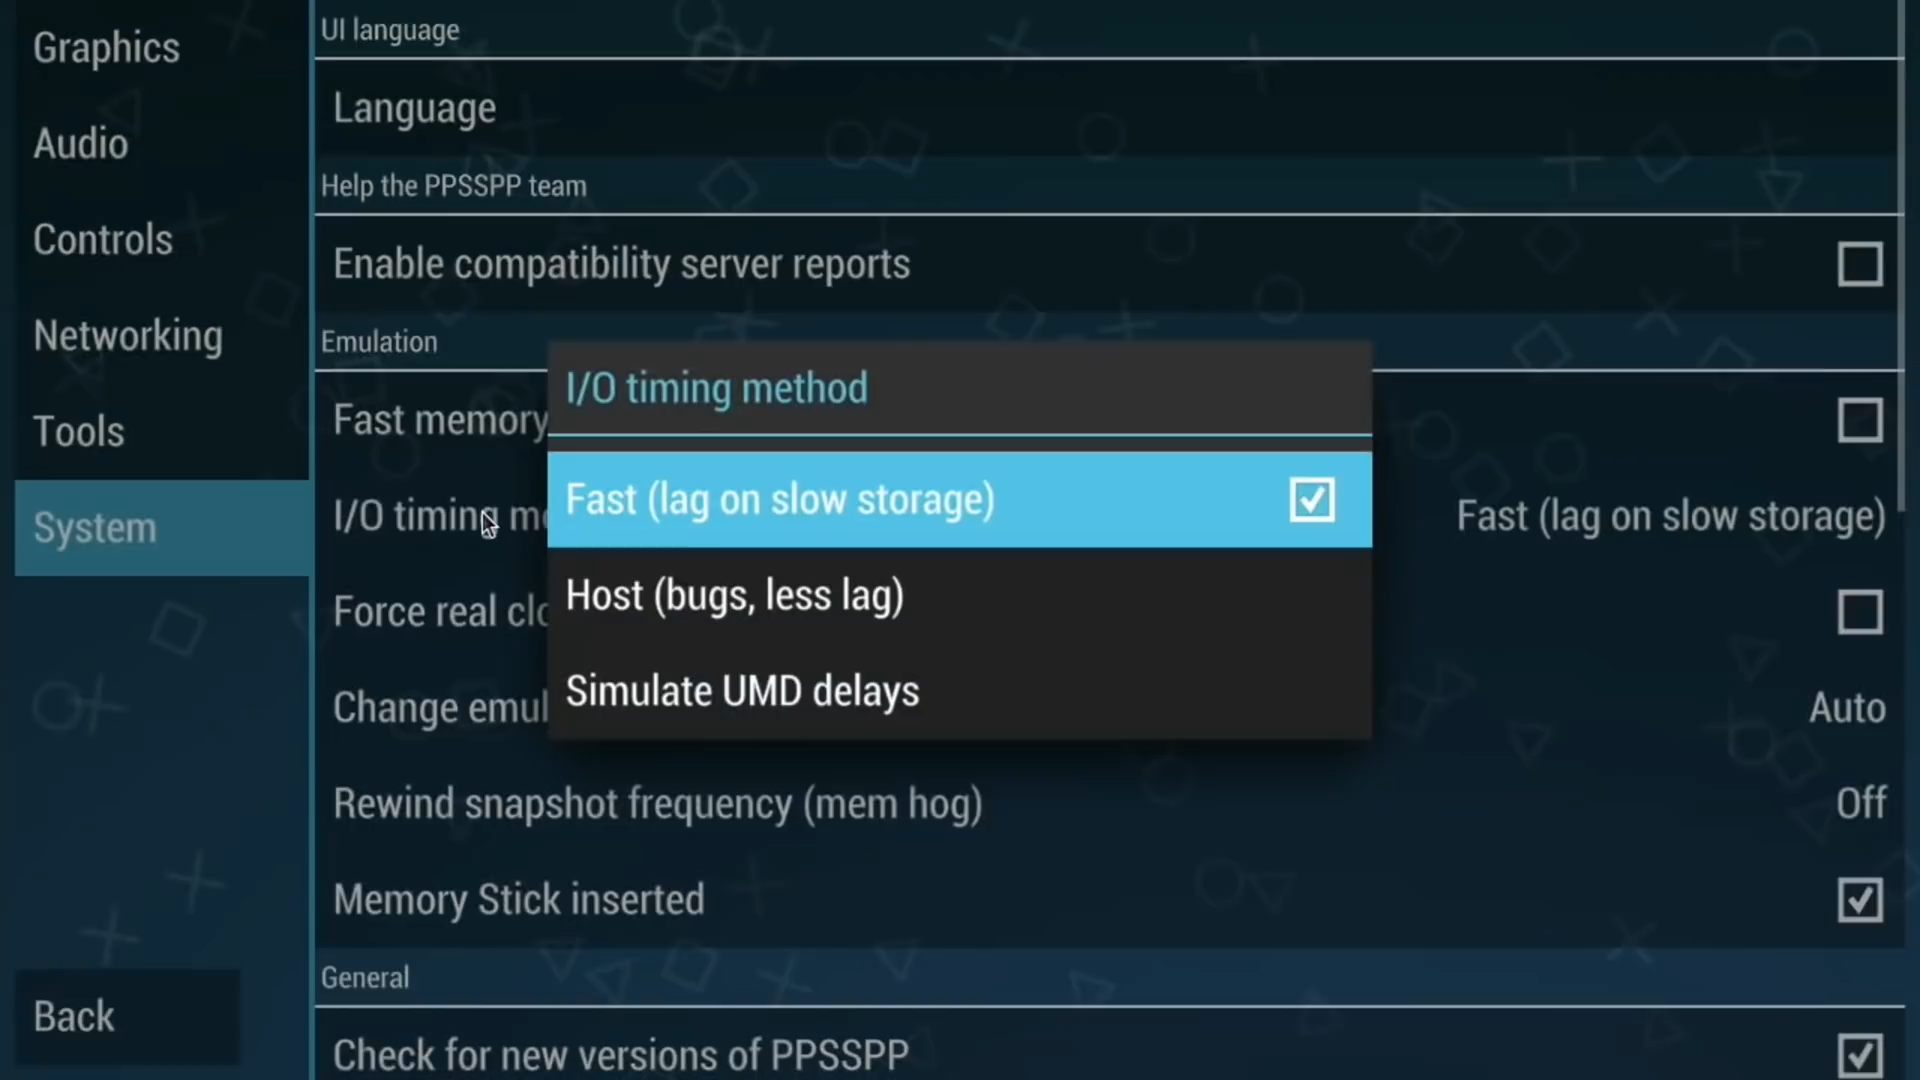 Graphics
Audio
Controls
Networking
Tools
System
Back
UI language
Language
Help the PPSSPP team
Enable compatibility server reports
Emulation
Fast memory
I/O timing
Fast (lag on slow storage)
Force real
Change
Auto
Rewind snapshot frequency (mem hog)
Off
Memory Stick inserted
General
Check for new versions of PPSSPP
I/O timing method
Fast (lag on slow storage)
Host (bugs, less lag)
Simulate UMD delays